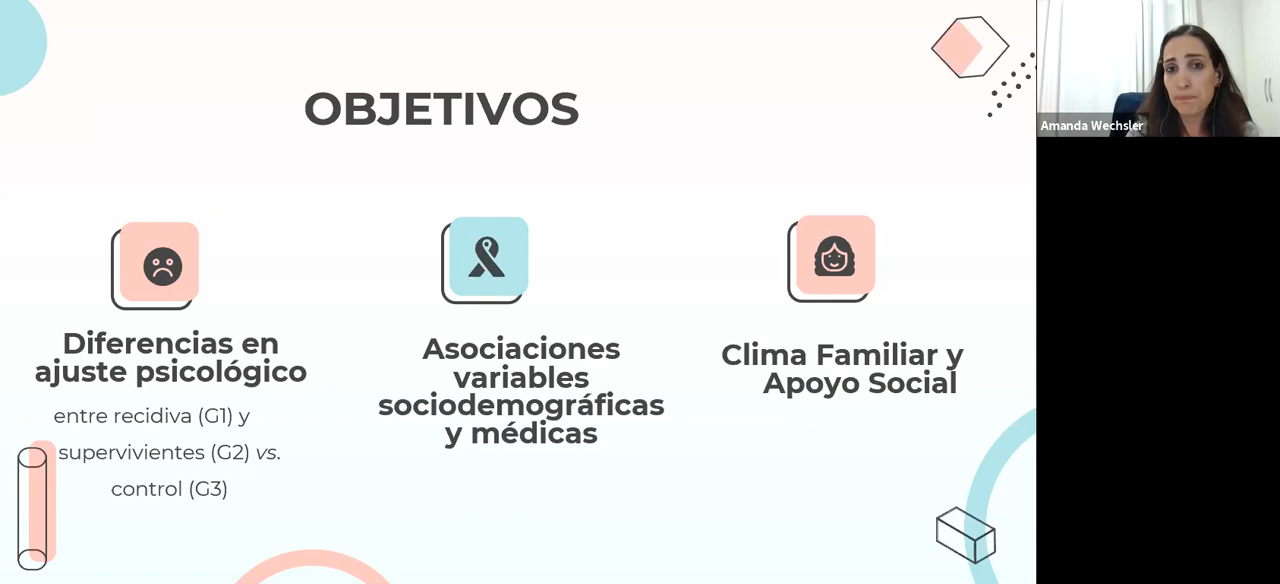 OBJETIVOS
Diferencias en
ajuste psicológico
entre recidiva (G1) y
supervivientes (G2) vs.
control (G3)
Asociaciones
variables
sociodemográficas
y médicas
Clima Familiar y
Apoyo Social
Amanda Wechsler